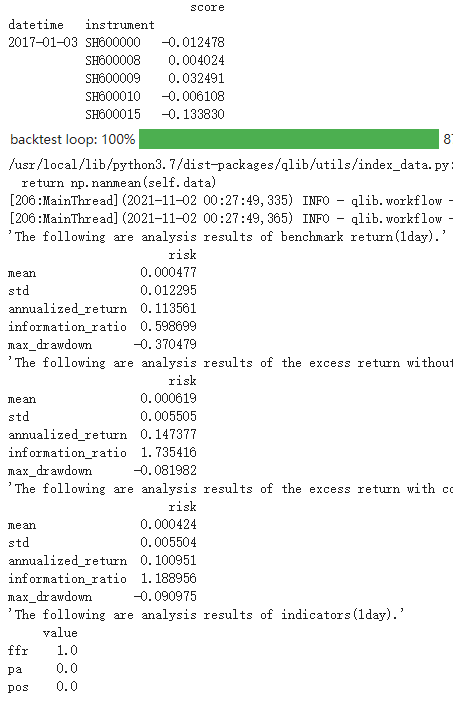 score
datetime instrument
2017-01-03 SH600000 -0.012478
SH600008 0.004024
SH600009 0.032491
SH600010 -0.006108
SH600015 -0.133830
backtest loop: 100% 87
/usr/local/lib/python3.7/dist-packages/qlib/utils/index_data.py:
return np.nanmean(self.data)
[206:MainThread](2021-11-02 00:27:49,335) INFO - qlib.workflow -
[206:MainThread](2021-11-02 00:27:49,365) INFO - qlib.workflow -
'The following are analysis results of benchmark return(1day).'
risk
mean 0.000477
std 0.012295
annualized_return 0.113561
information_ratio 0.598699
max_drawdown -0.370479
'The following are analysis results of the excess return without
risk
mean 0.000619
std 0.005505
annualized_return 0.147377
information_ratio 1.735416
max_drawdown -0.081982
'The following are analysis results of the excess return with co
risk
mean 0.000424
std 0.005504
annualized_return 0.100951
information_ratio 1.188956
max_drawdown -0.090975
'The following are analysis results of indicators(1day).'
value
ffr 1.0
pa 0.0
pos 0.0